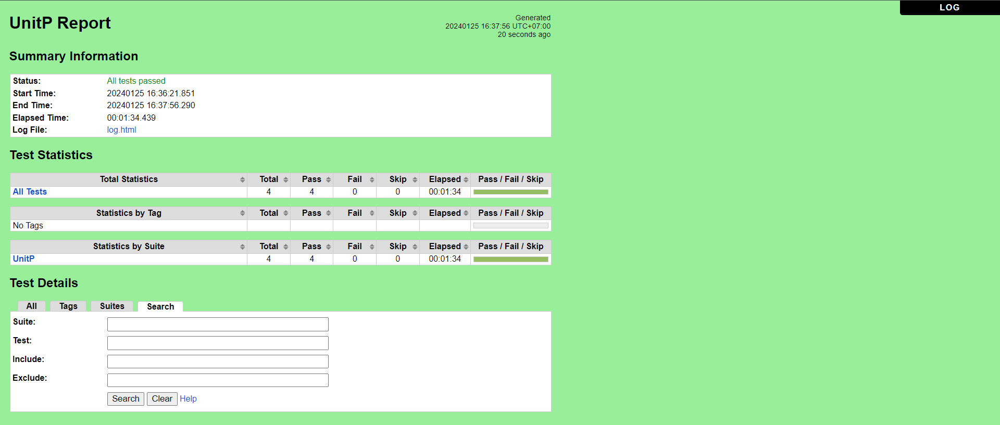 LOG
UnitP Report
Generated
20240125 16:37:56 UTC+07:00
20 seconds ago
Summary Information
Status: All tests passed
Start Time: 20240125 16:36:21.851
End Time: 20240125 16:37:56.290
Elapsed Time: 00:01:34.439
Log File: log.html
Test Statistics
Total Statistics Total Pass Fail Skip Elapsed Pass / Fail / Skip
All Tests 4 4 0 0 00:01:34
Statistics by Tag Total Pass Fail Skip Elapsed Pass / Fail / Skip
No Tags
Statistics by Suite Total Pass Fail Skip Elapsed Pass / Fail / Skip
UnitP 4 4 0 0 00:01:34
Test Details
All Tags Suites Search
Suite:
Test:
Include:
Exclude:
Search Clear Help